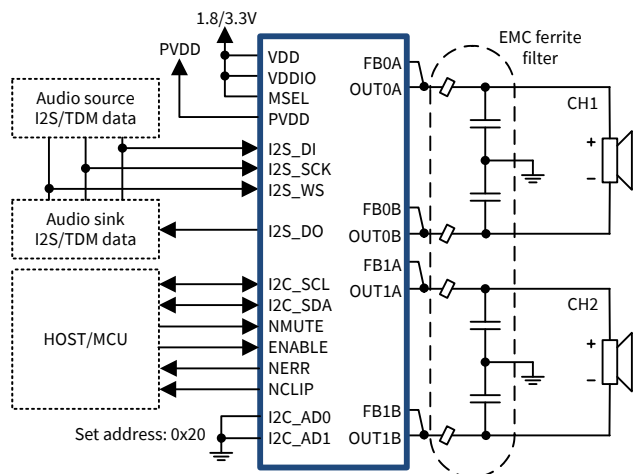 1.8/3.3V
PVDD
Audio source
I2S/TDM data
Audio sink
I2S/TDM data
HOST/MCU
Set address: 0x20
VDD
VDDIO
MSEL
PVDD
I2S_DI
I2S_SCK
I2S_WS
I2S_DO
I2C_SCL
I2C_SDA
NMUTE
ENABLE
NERR
NCLIP
I2C_AD0
I2C_AD1
FB0A
OUT0A
FB0B
OUT0B
FB1A
OUT1A
FB1B
OUT1B
EMC ferrite
filter
CH1
+
–
CH2
+
–